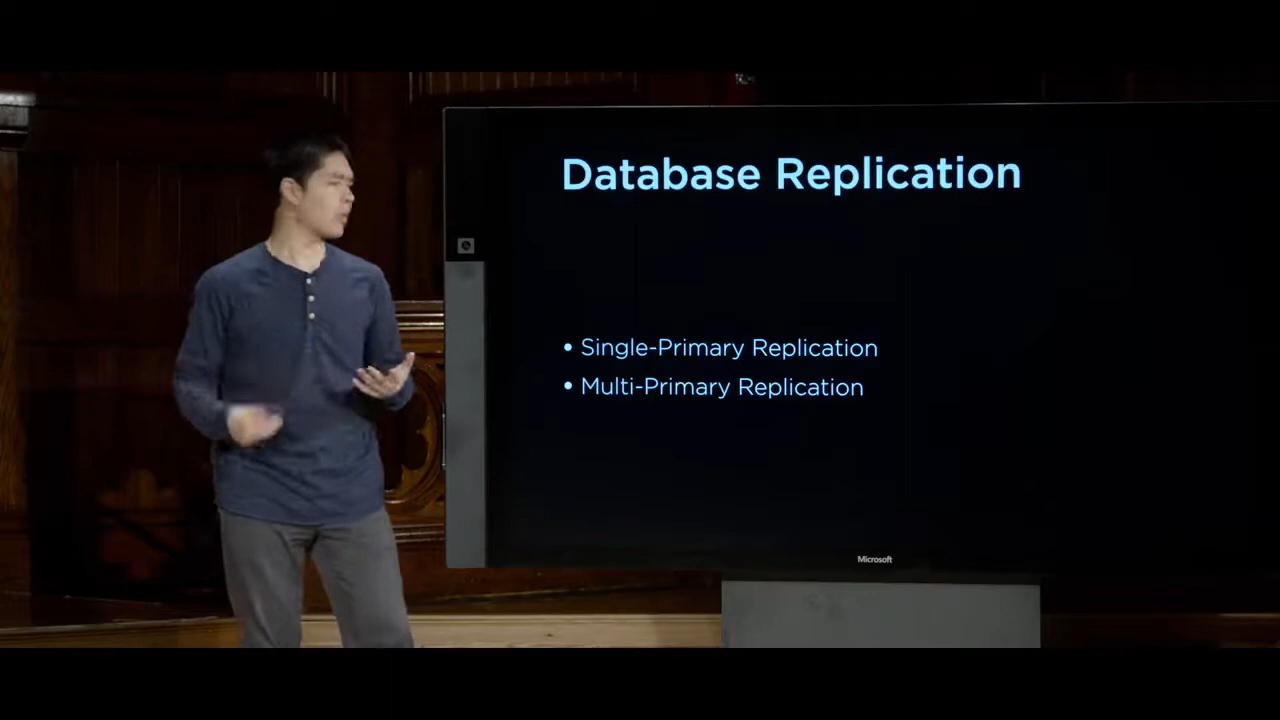 Database Replication
• Single-Primary Replication
• Multi-Primary Replication
Microsoft